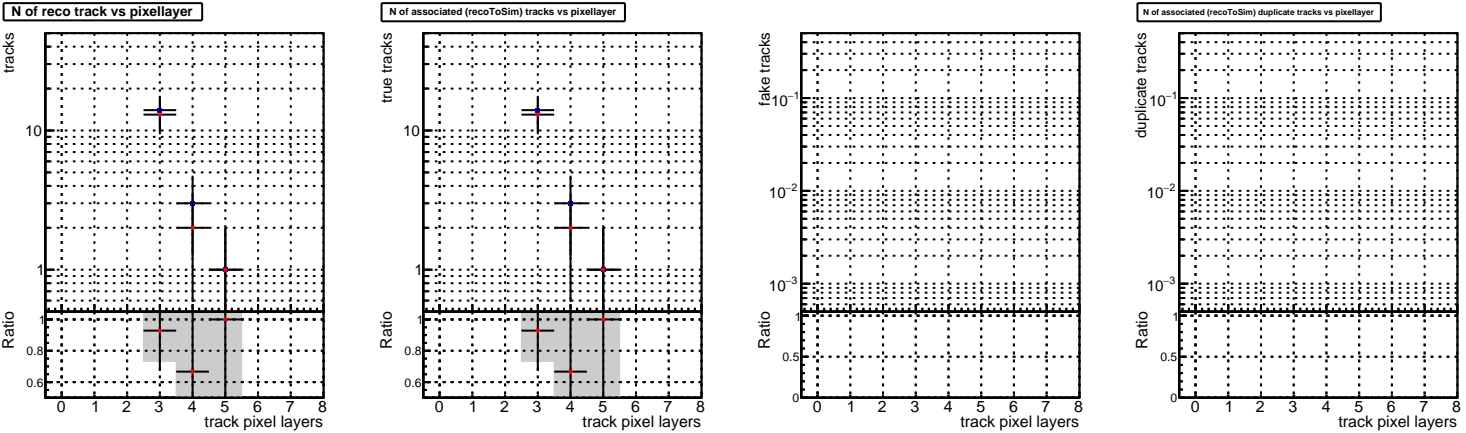 N of reco track vs pixellayer
tracks
10
1
Ratio
1
0.8
0.6
0 1 2 3 4 5 6 7 8
track pixel layers
N of associated (recoToSim) tracks vs pixellayer
true tracks
10
1
Ratio
1
0.8
0.6
0 1 2 3 4 5 6 7 8
track pixel layers
fake tracks
10⁻¹
10⁻²
10⁻³
Ratio
1
0.5
0
0 1 2 3 4 5 6 7 8
track pixel layers
N of associated (recoToSim) duplicate tracks vs pixellayer
duplicate tracks
10⁻¹
10⁻²
10⁻³
Ratio
1
0.5
0
0 1 2 3 4 5 6 7 8
track pixel layers